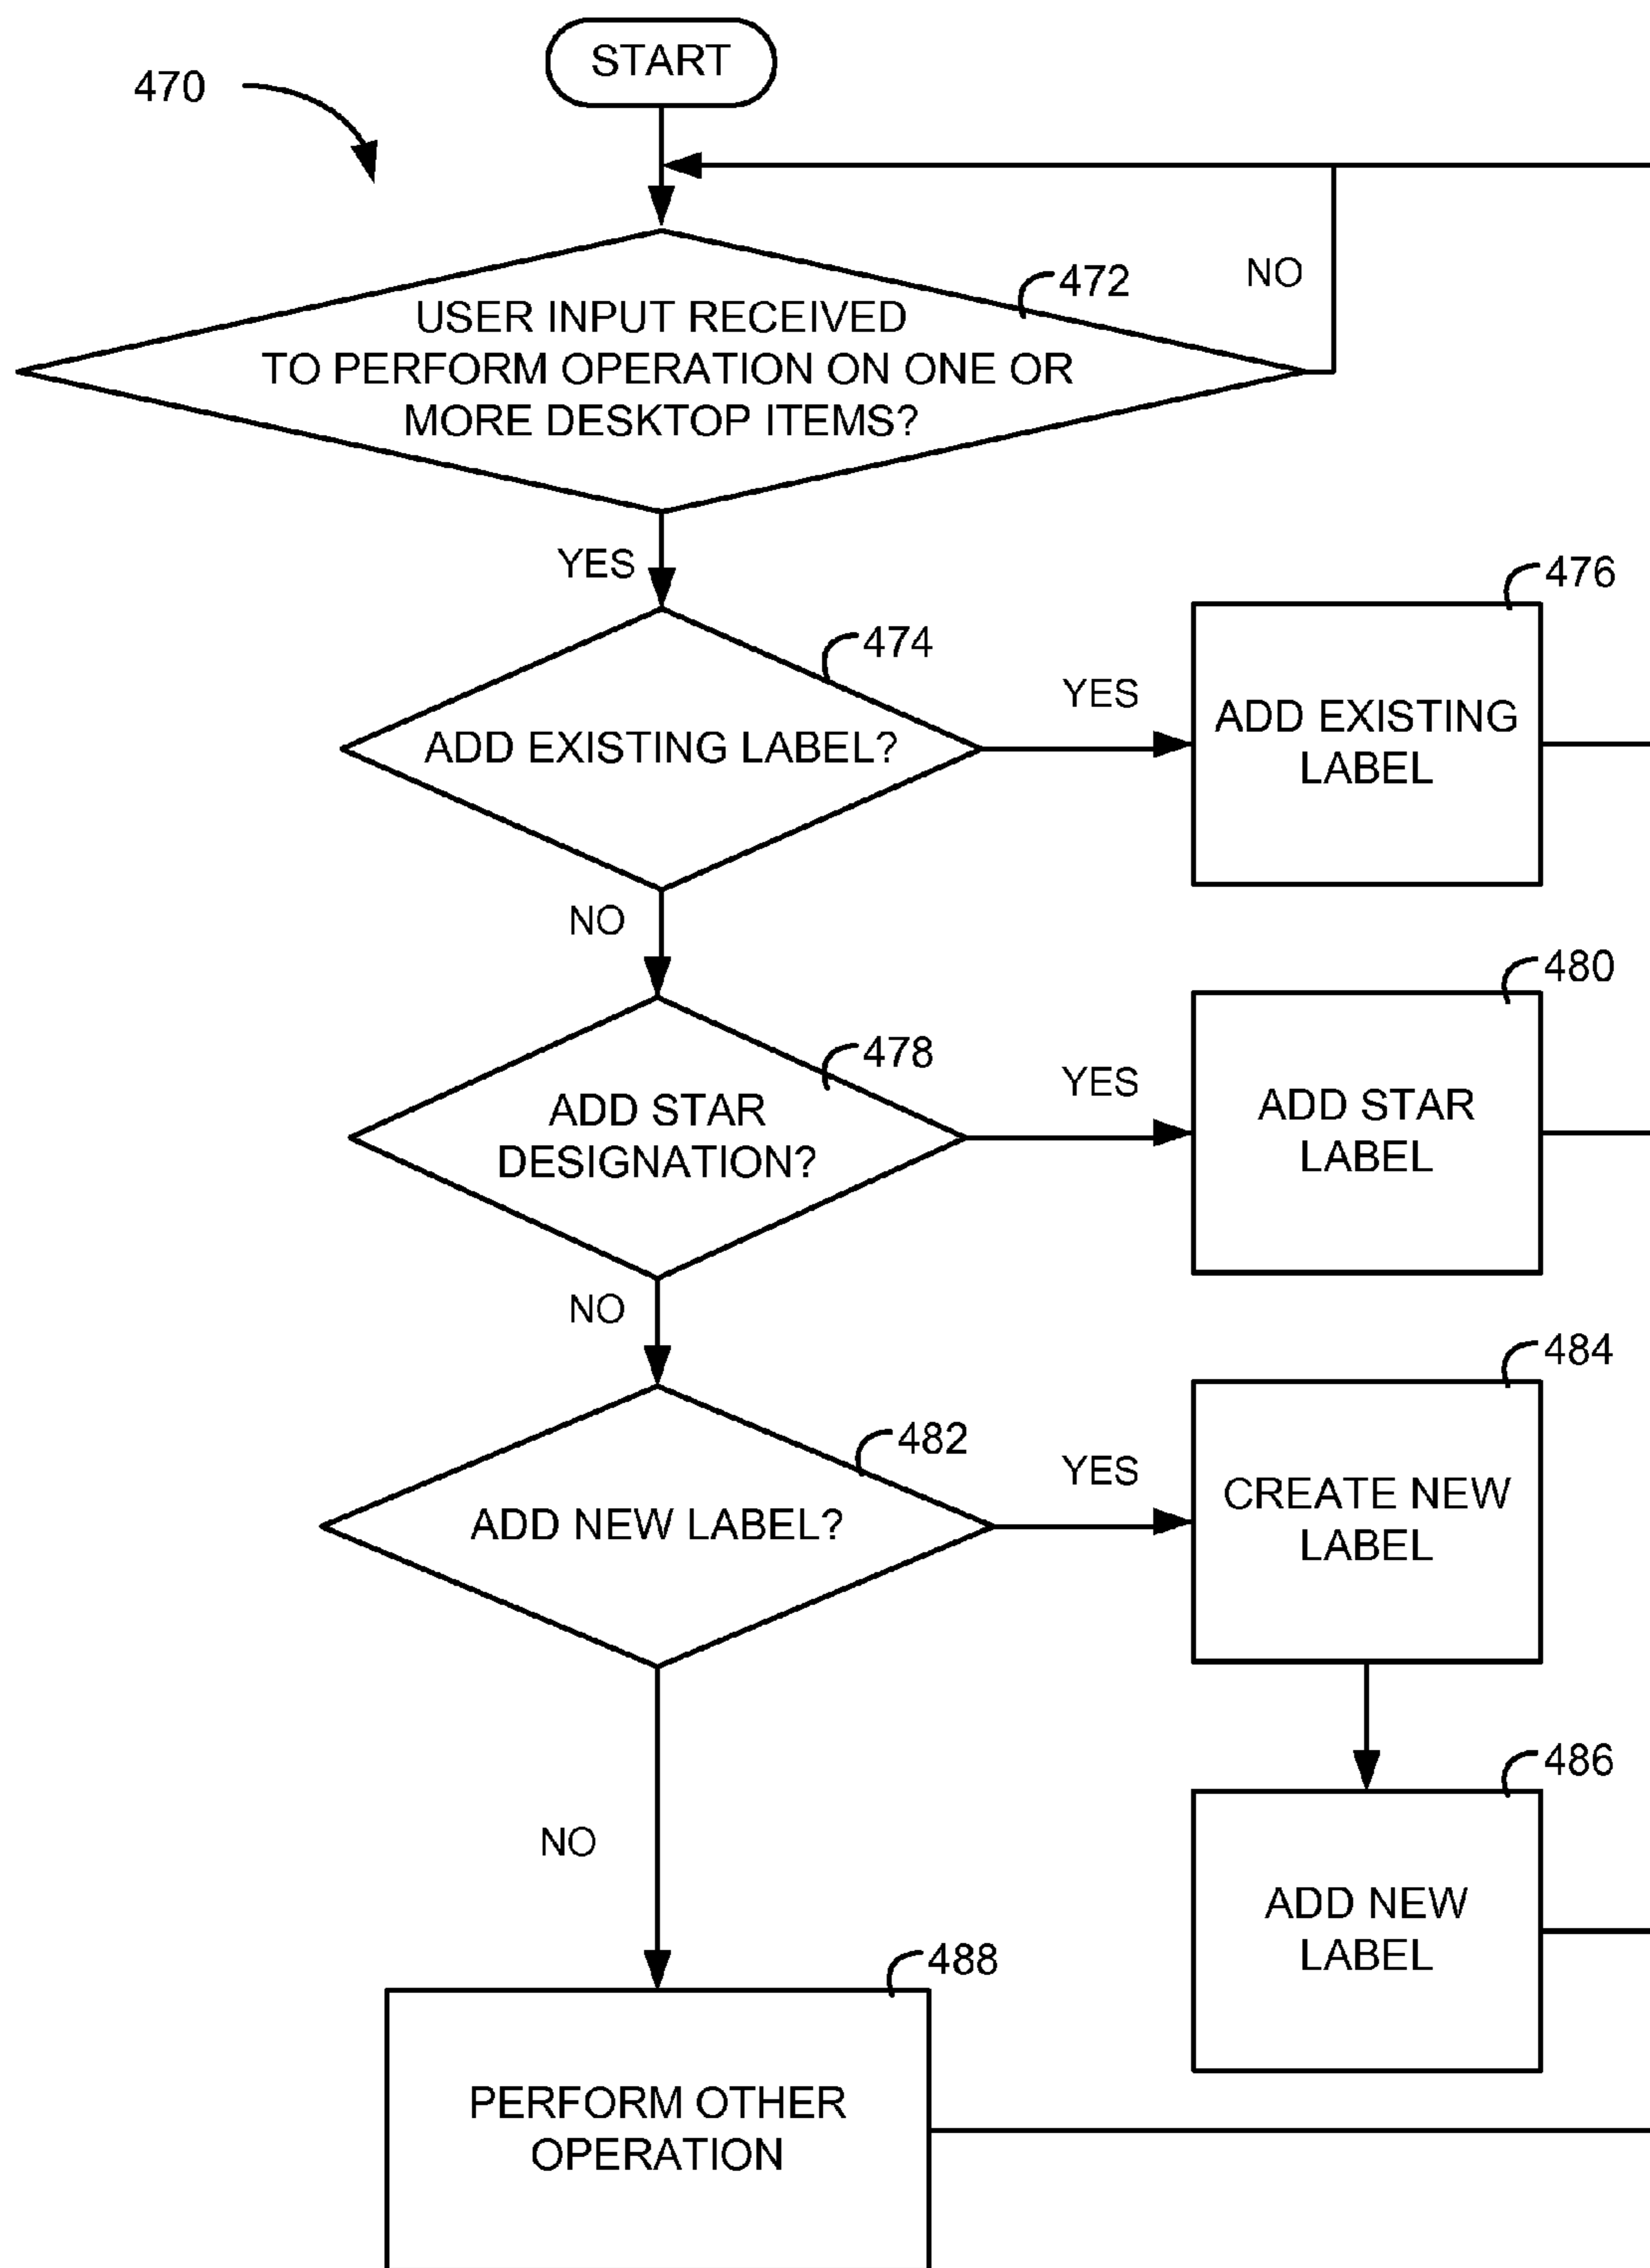 START
470
472
NO
USER INPUT RECEIVED
TO PERFORM OPERATION ON ONE OR
MORE DESKTOP ITEMS?
YES
474
YES
476
ADD EXISTING LABEL?
ADD EXISTING
LABEL
NO
478
YES
480
ADD STAR
DESIGNATION?
ADD STAR
LABEL
NO
482
YES
484
ADD NEW LABEL?
CREATE NEW
LABEL
486
NO
ADD NEW
LABEL
488
PERFORM OTHER
OPERATION